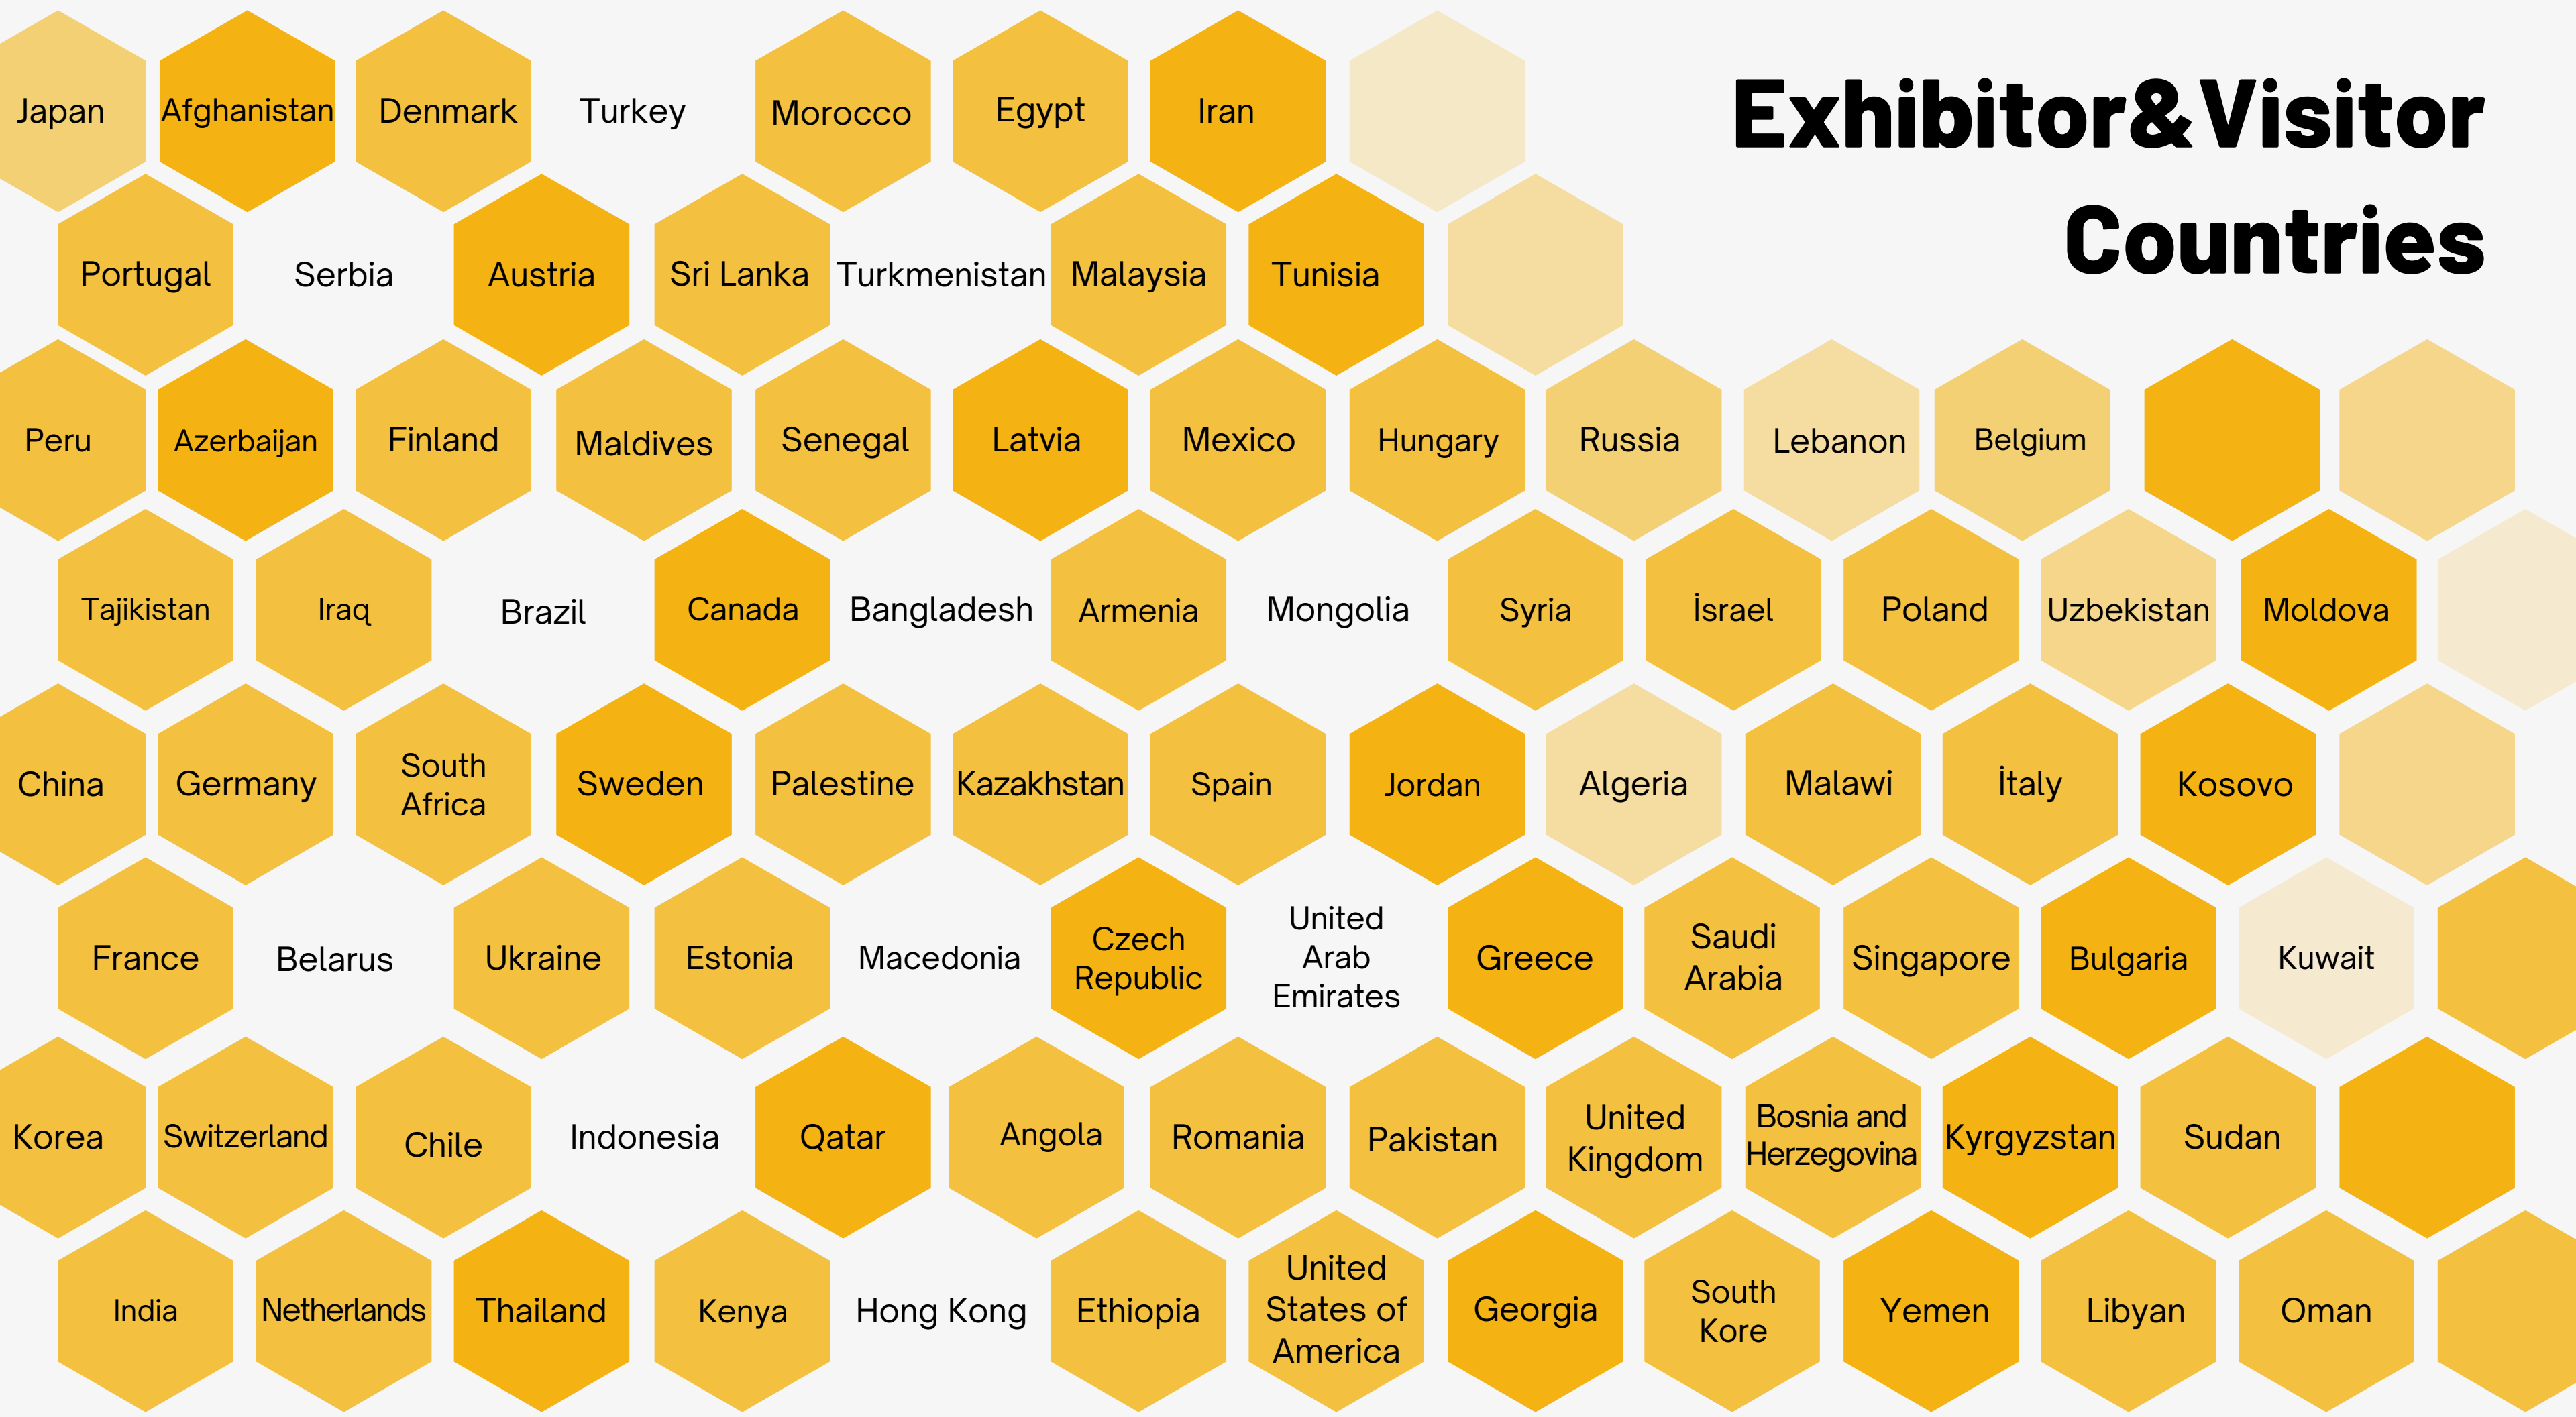 Exhibitor&Visitor
Countries
Japan
Afghanistan
Denmark
Turkey
Morocco
Egypt
Iran
Portugal
Serbia
Austria
Sri Lanka
Turkmenistan
Malaysia
Tunisia
Peru
Azerbaijan
Finland
Maldives
Senegal
Latvia
Mexico
Hungary
Russia
Lebanon
Belgium
Tajikistan
Iraq
Brazil
Canada
Bangladesh
Armenia
Mongolia
Syria
İsrael
Poland
Uzbekistan
Moldova
China
Germany
South
Africa
Sweden
Palestine
Kazakhstan
Spain
Jordan
Algeria
Malawi
İtaly
Kosovo
France
Belarus
Ukraine
Estonia
Macedonia
Czech
Republic
United
Arab
Emirates
Greece
Saudi
Arabia
Singapore
Bulgaria
Kuwait
Korea
Switzerland
Chile
Indonesia
Qatar
Angola
Romania
Pakistan
United
Kingdom
Bosnia and
Herzegovina
Kyrgyzstan
Sudan
India
Netherlands
Thailand
Kenya
Hong Kong
Ethiopia
United
States of
America
Georgia
South
Kore
Yemen
Libyan
Oman